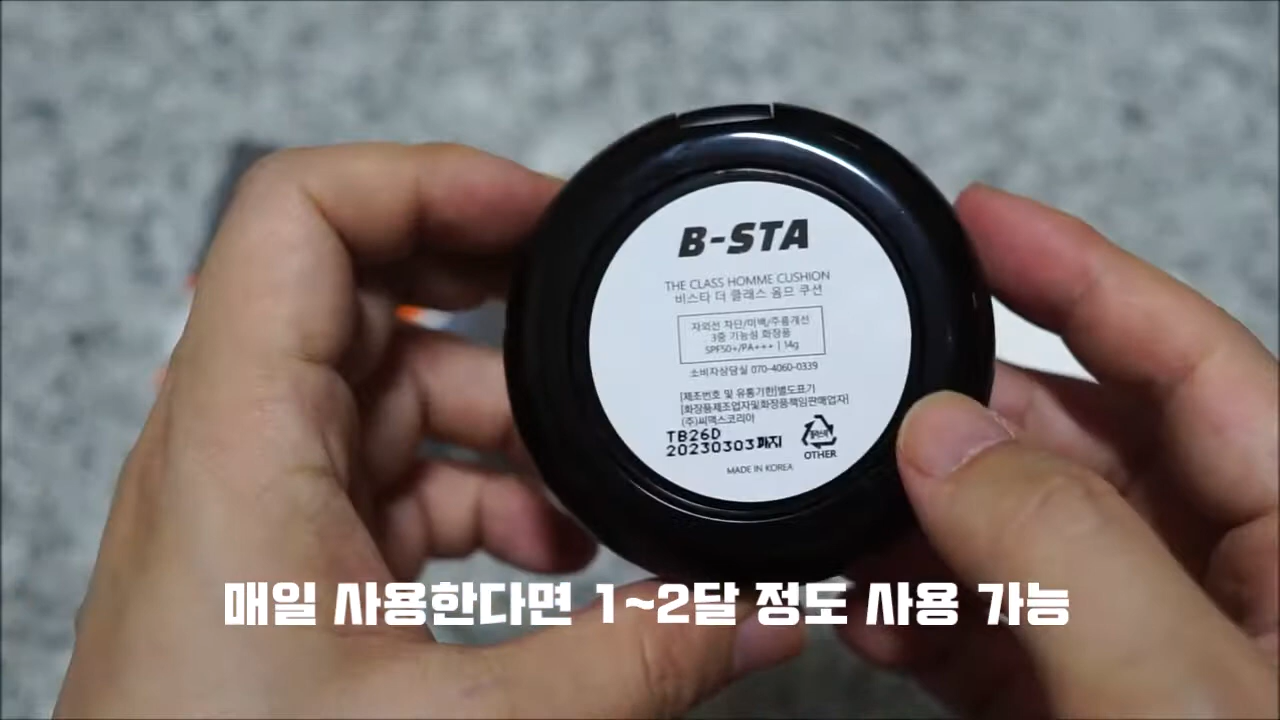 B-STA
THE CLASS HOMME CUSHION
비스타 더 클래스 옴므 쿠션
자외선 차단/미백/주름개선
3중 기능성 화장품
SPF50+/PA+++ | 14g
소비자상담실 070-4060-0339
[제조번호 및 유통기한]별도표기
[화장품제조업자및화장품책임판매업자]
(주)씨맥스코리아
TB26D
20230303까지
OTHER
MADE IN KOREA
매일 사용한다면 1~2달 정도 사용 가능